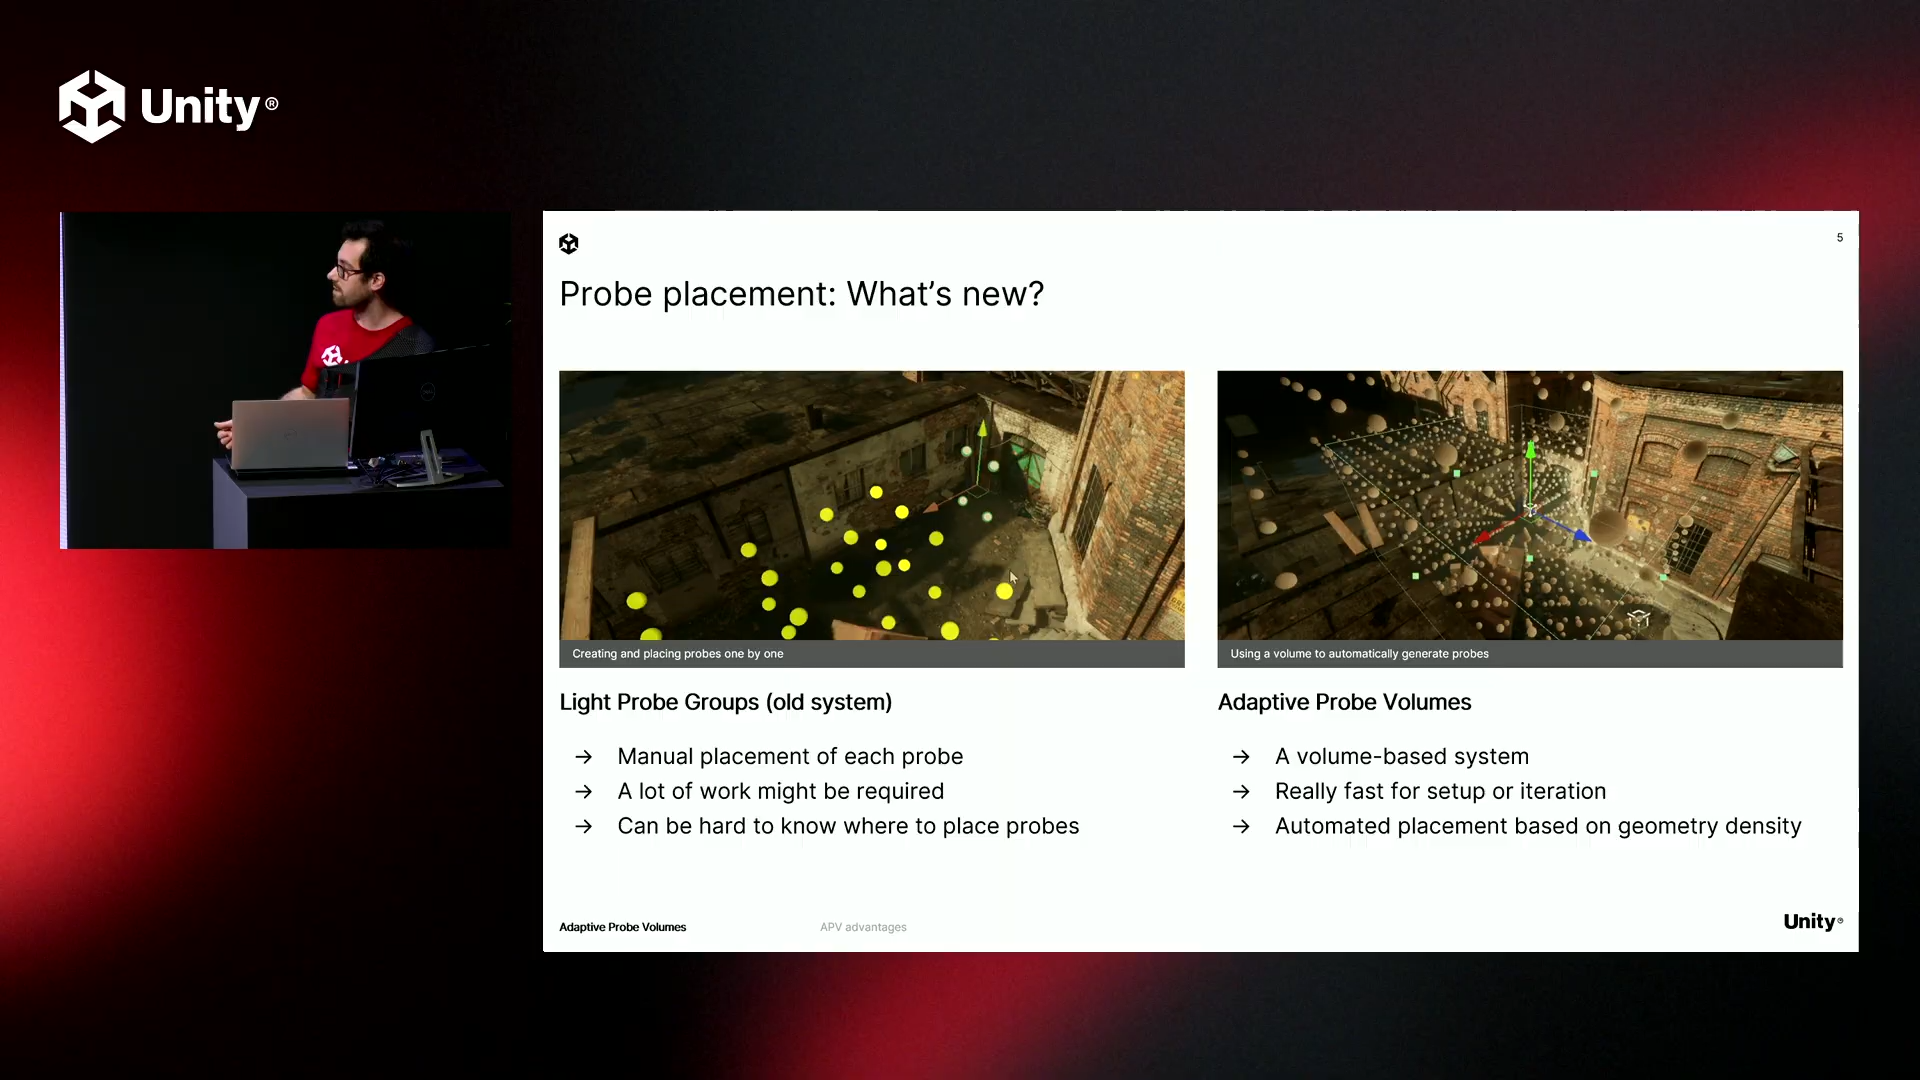 Unity®
5
Probe placement: What's new?
Creating and placing probes one by one
Using a volume to automatically generate probes
Light Probe Groups (old system)
→ Manual placement of each probe
→ A lot of work might be required
→ Can be hard to know where to place probes
Adaptive Probe Volumes
→ A volume-based system
→ Really fast for setup or iteration
→ Automated placement based on geometry density
Adaptive Probe Volumes
APV advantages
Unity®